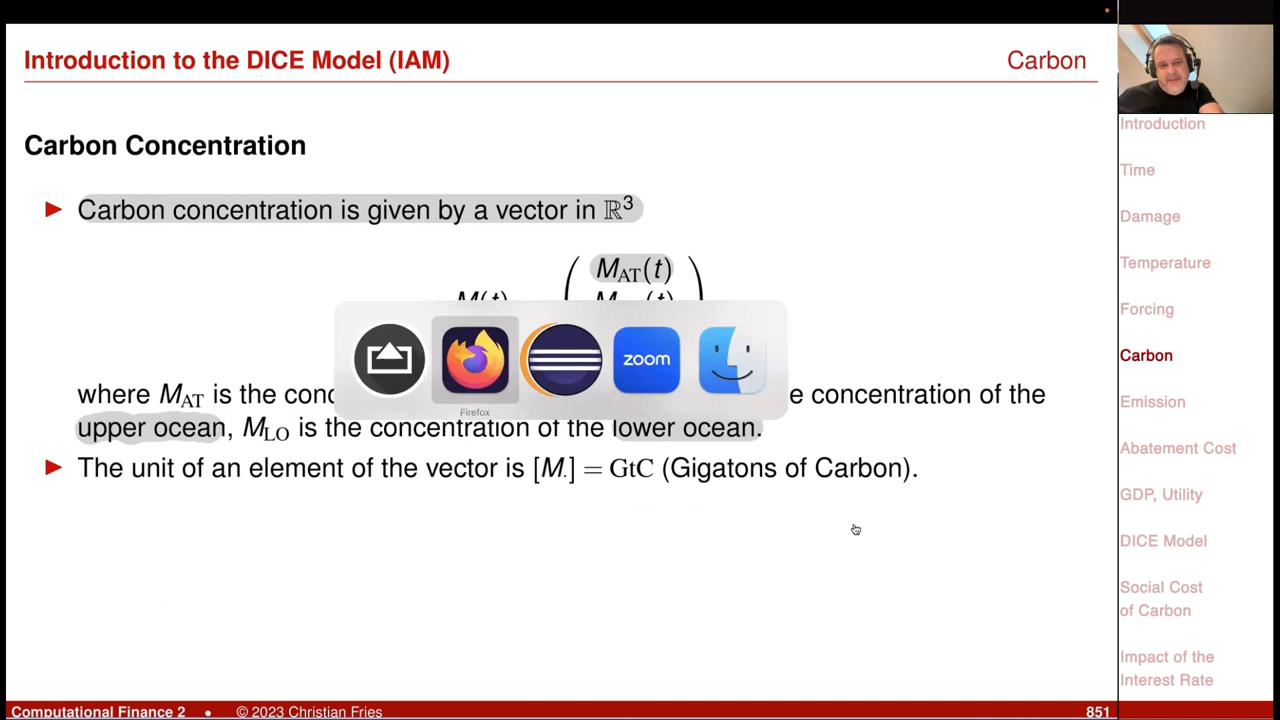 Introduction to the DICE Model (IAM)
Carbon
Carbon Concentration
▶ Carbon concentration is given by a vector in ℝ³
M_AT(t)
M(t)
zoom
Firefox
where M_AT is the
e concentration of the
upper ocean, M_LO is the concentration of the lower ocean.
▶ The unit of an element of the vector is [M.] = GtC (Gigatons of Carbon).
Introduction
Time
Damage
Temperature
Forcing
Carbon
Emission
Abatement Cost
GDP, Utility
DICE Model
Social Cost
of Carbon
Impact of the
Interest Rate
Computational Finance 2 • © 2023 Christian Fries
851